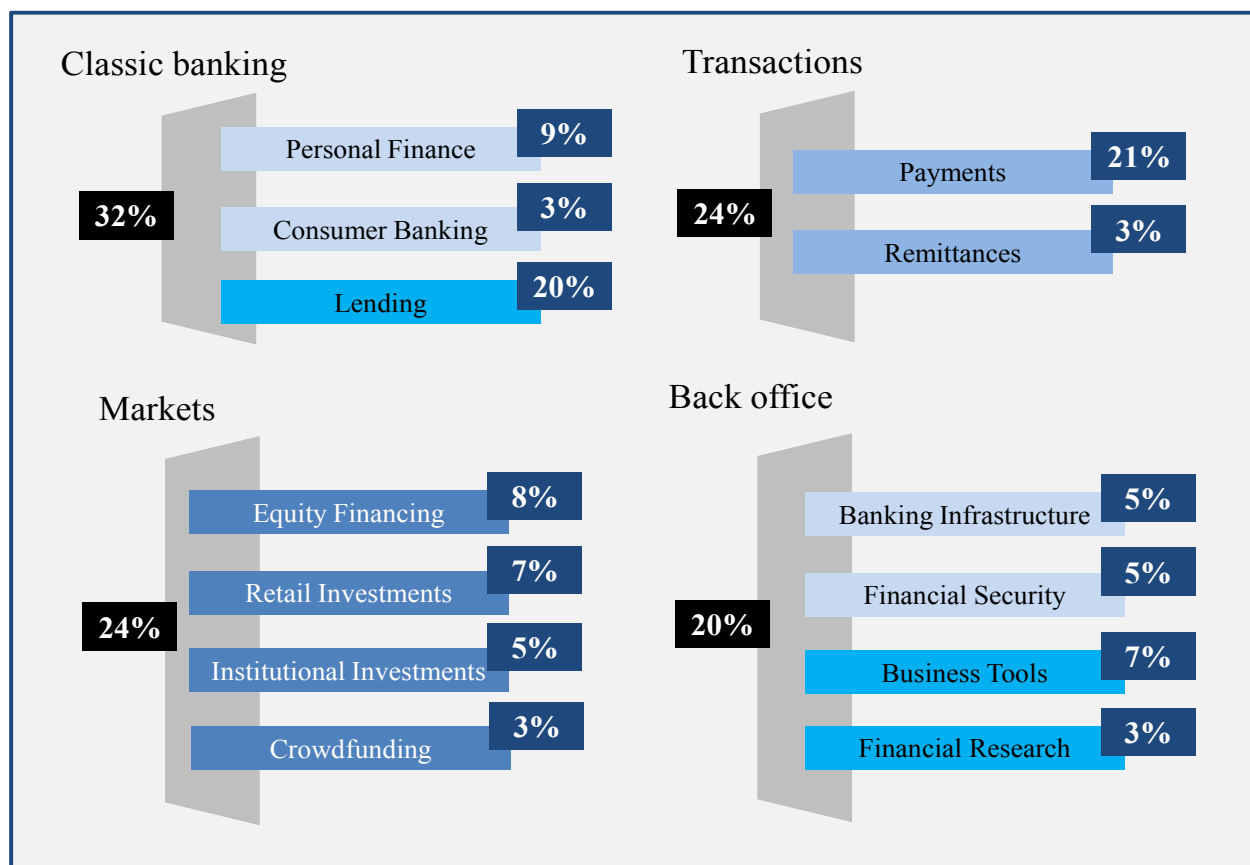 Classic banking
Personal Finance
9%
Consumer Banking
3%
Lending
20%
32%
Transactions
Payments
21%
Remittances
3%
24%
Markets
Equity Financing
8%
Retail Investments
7%
Institutional Investments
5%
Crowdfunding
3%
24%
Back office
Banking Infrastructure
5%
Financial Security
5%
Business Tools
7%
Financial Research
3%
20%